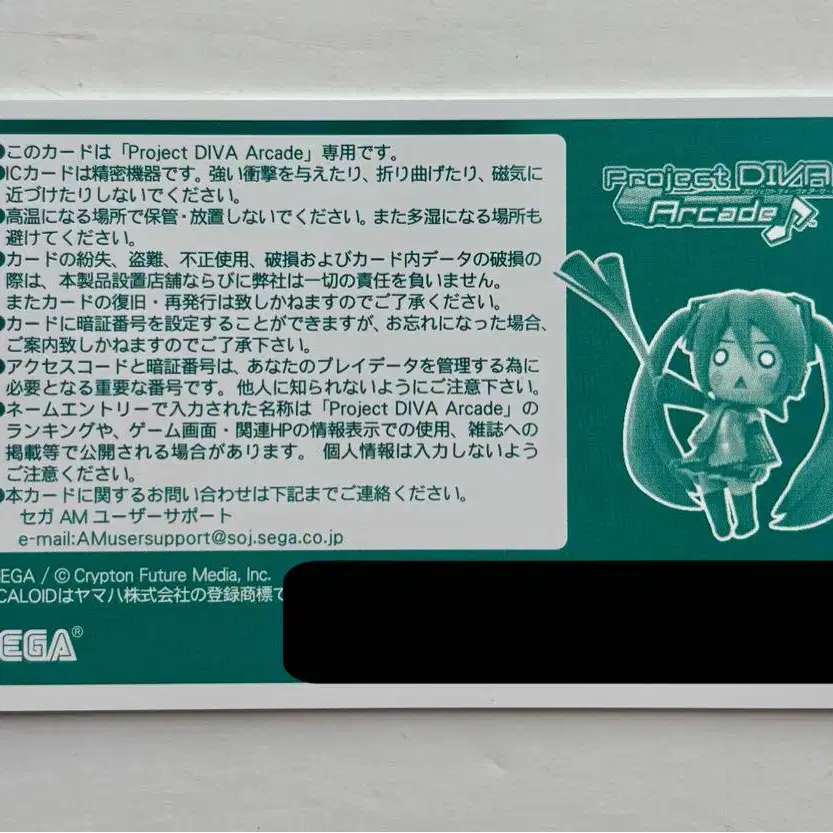 ●このカードは「Project DIVA Arcade」専用です。
●ICカードは精密機器です。強い衝撃を与えたり、折り曲げたり、磁気に
近づけたりしないでください。
●高温になる場所で保管・放置しないでください。また多湿になる場所も
避けてください。
●カードの紛失、盗難、不正使用、破損およびカード内データの破損の
際は、本製品設置店舗ならびに弊社は一切の責任を負いません。
またカードの復旧・再発行は致しかねますのでご了承ください。
●カードに暗証番号を設定することができますが、お忘れになった場合、
ご案内致しかねますのでご了承下さい。
●アクセスコードと暗証番号は、あなたのプレイデータを管理する為に
必要となる重要な番号です。他人に知られないようにご注意下さい。
●ネームエントリーで入力された名称は「Project DIVA Arcade」の
ランキングや、ゲーム画面・関連HPの情報表示での使用、雑誌への
掲載等で公開される場合があります。 個人情報は入力しないよう
ご注意ください。
●本カードに関するお問い合わせは下記までご連絡ください。
セガ AM ユーザーサポート
e-mail:AMusersupport@soj.sega.co.jp
Project DIVA
プロジェクト ディーヴァ アー
Arcade
EGA / © Crypton Future Media, Inc.
CALOIDはヤマハ株式会社の登録商標で
EGA®